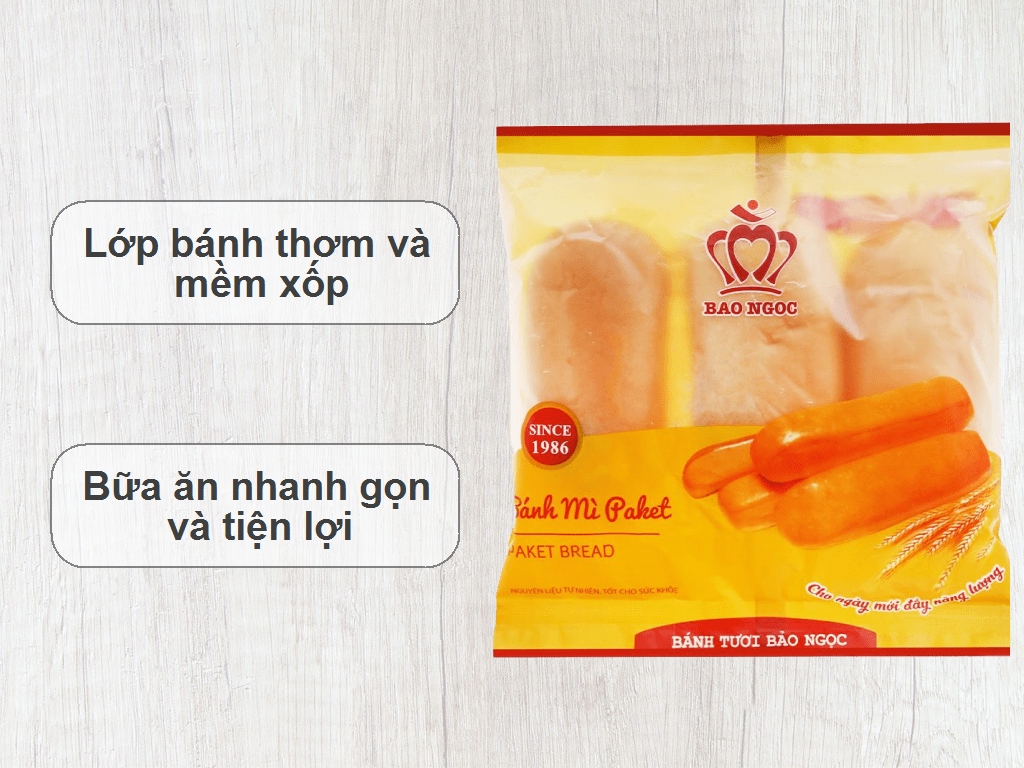 Lớp bánh thơm và
mềm xốp
Bữa ăn nhanh gọn
và tiện lợi
BAO NGOC
SINCE
1986
Bánh Mì Paket
PAKET BREAD
NGUYÊN LIỆU TỰ NHIÊN, TỐT CHO SỨC KHỎE
Cho ngày mới đầy năng lượng
BÁNH TƯƠI BẢO NGỌC